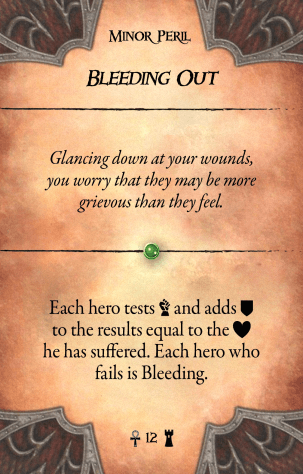 Minor Peril
Bleeding Out
Glancing down at your wounds,
you worry that they may be more
grievous than they feel.
Each hero tests and adds
to the results equal to the
he has suffered. Each hero who
fails is Bleeding.
12